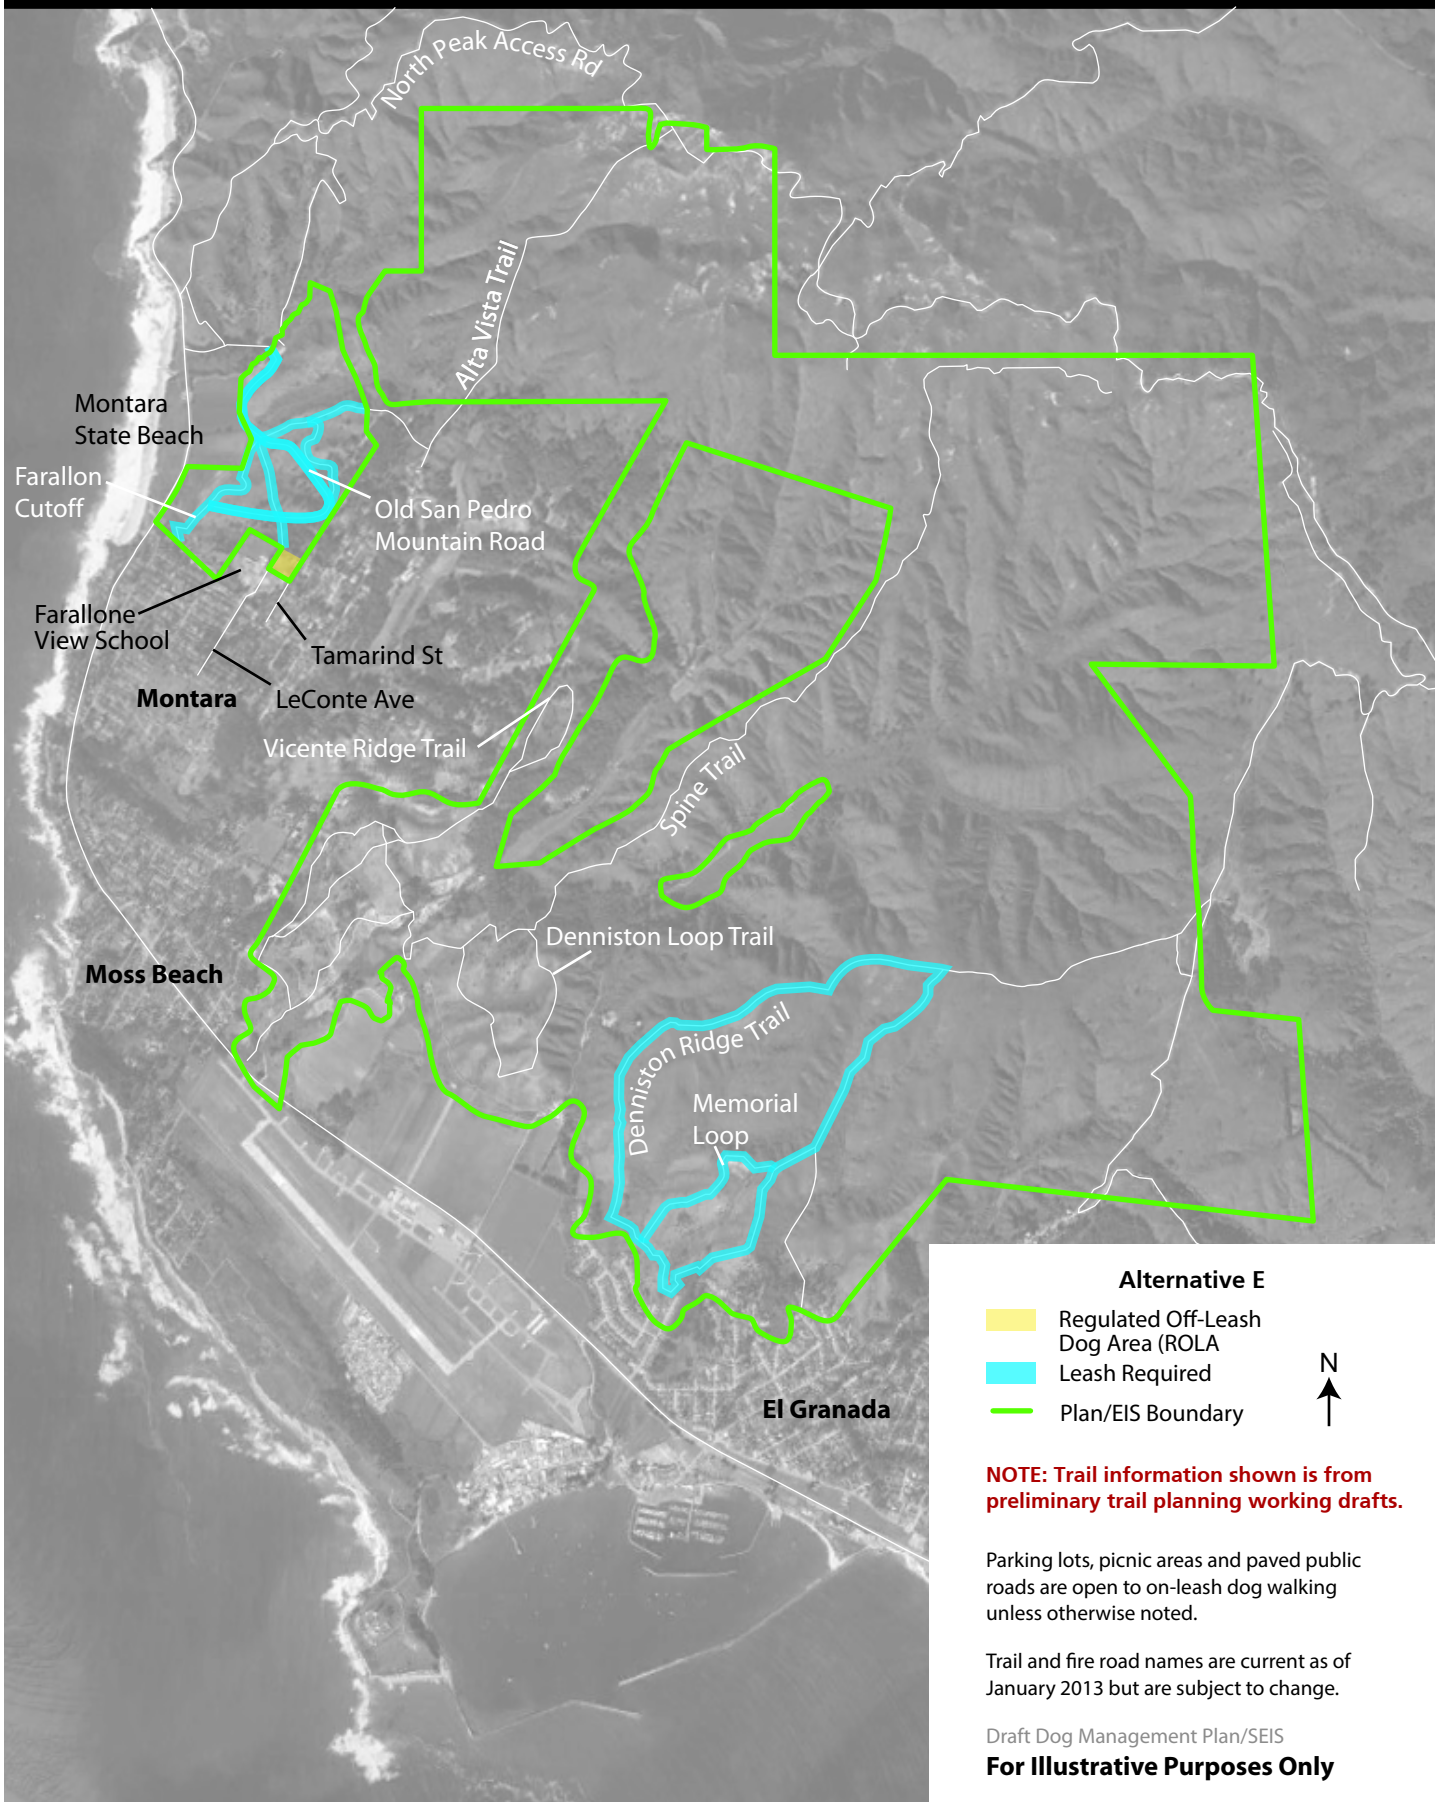 North Peak Access Rd
Alta Vista Trail
Montara
State Beach
Farallon
Cutoff
Old San Pedro
Mountain Road
Farallone
View School
Tamarind St
Montara
LeConte Ave
Vicente Ridge Trail
Spine Trail
Denniston Loop Trail
Moss Beach
Denniston Ridge Trail
Memorial
Loop
El Granada
Alternative E
Regulated Off-Leash
Dog Area (ROLA
Leash Required
Plan/EIS Boundary
N
NOTE: Trail information shown is from
preliminary trail planning working drafts.
Parking lots, picnic areas and paved public
roads are open to on-leash dog walking
unless otherwise noted.
Trail and fire road names are current as of
January 2013 but are subject to change.
Draft Dog Management Plan/SEIS
For Illustrative Purposes Only